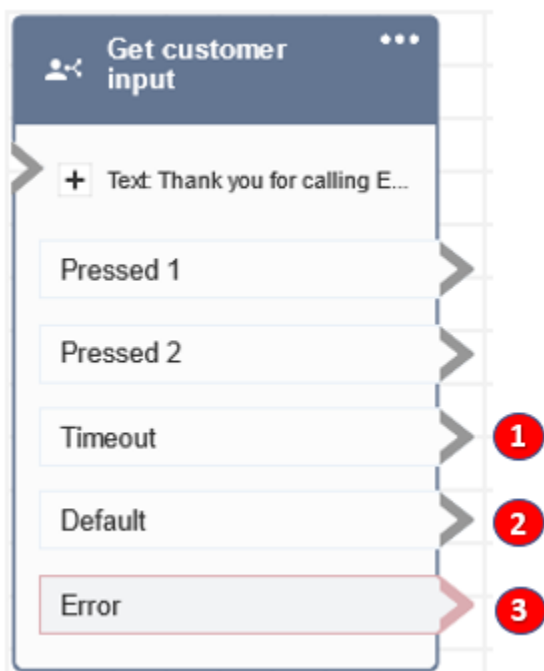 Get customer
input
•••
+ Text: Thank you for calling E...
Pressed 1
Pressed 2
Timeout
1
Default
2
Error
3